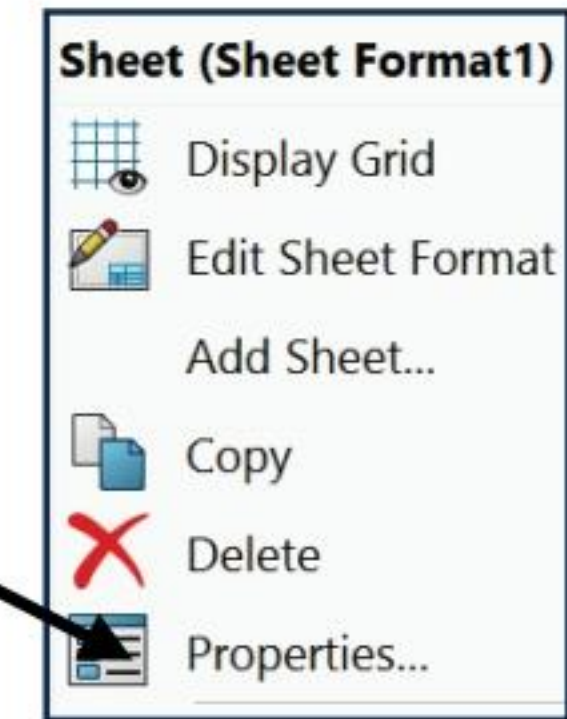 Sheet (Sheet Format1)
Display Grid
Edit Sheet Format
Add Sheet...
Copy
Delete
Properties...